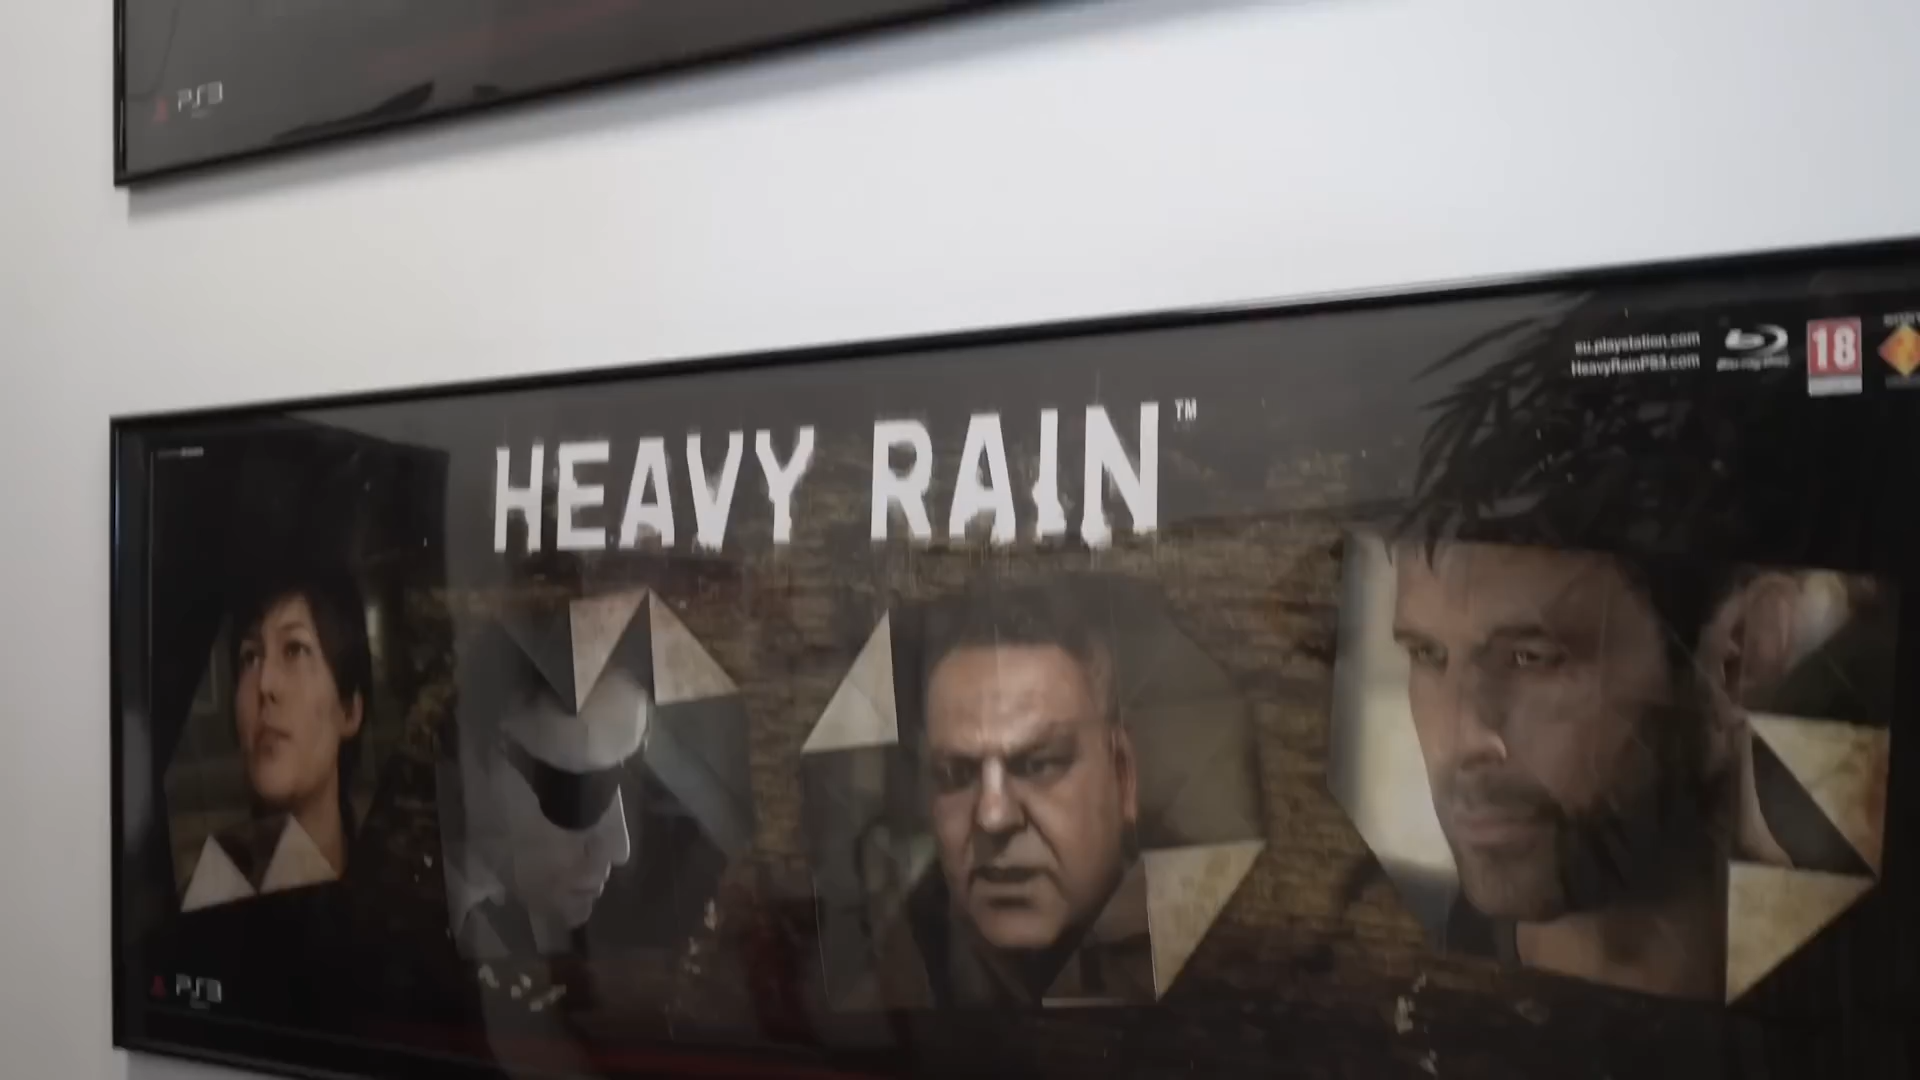 PS3
eu.playstation.com
HeavyRainPS3.com
18
HEAVY RAIN™
PS3